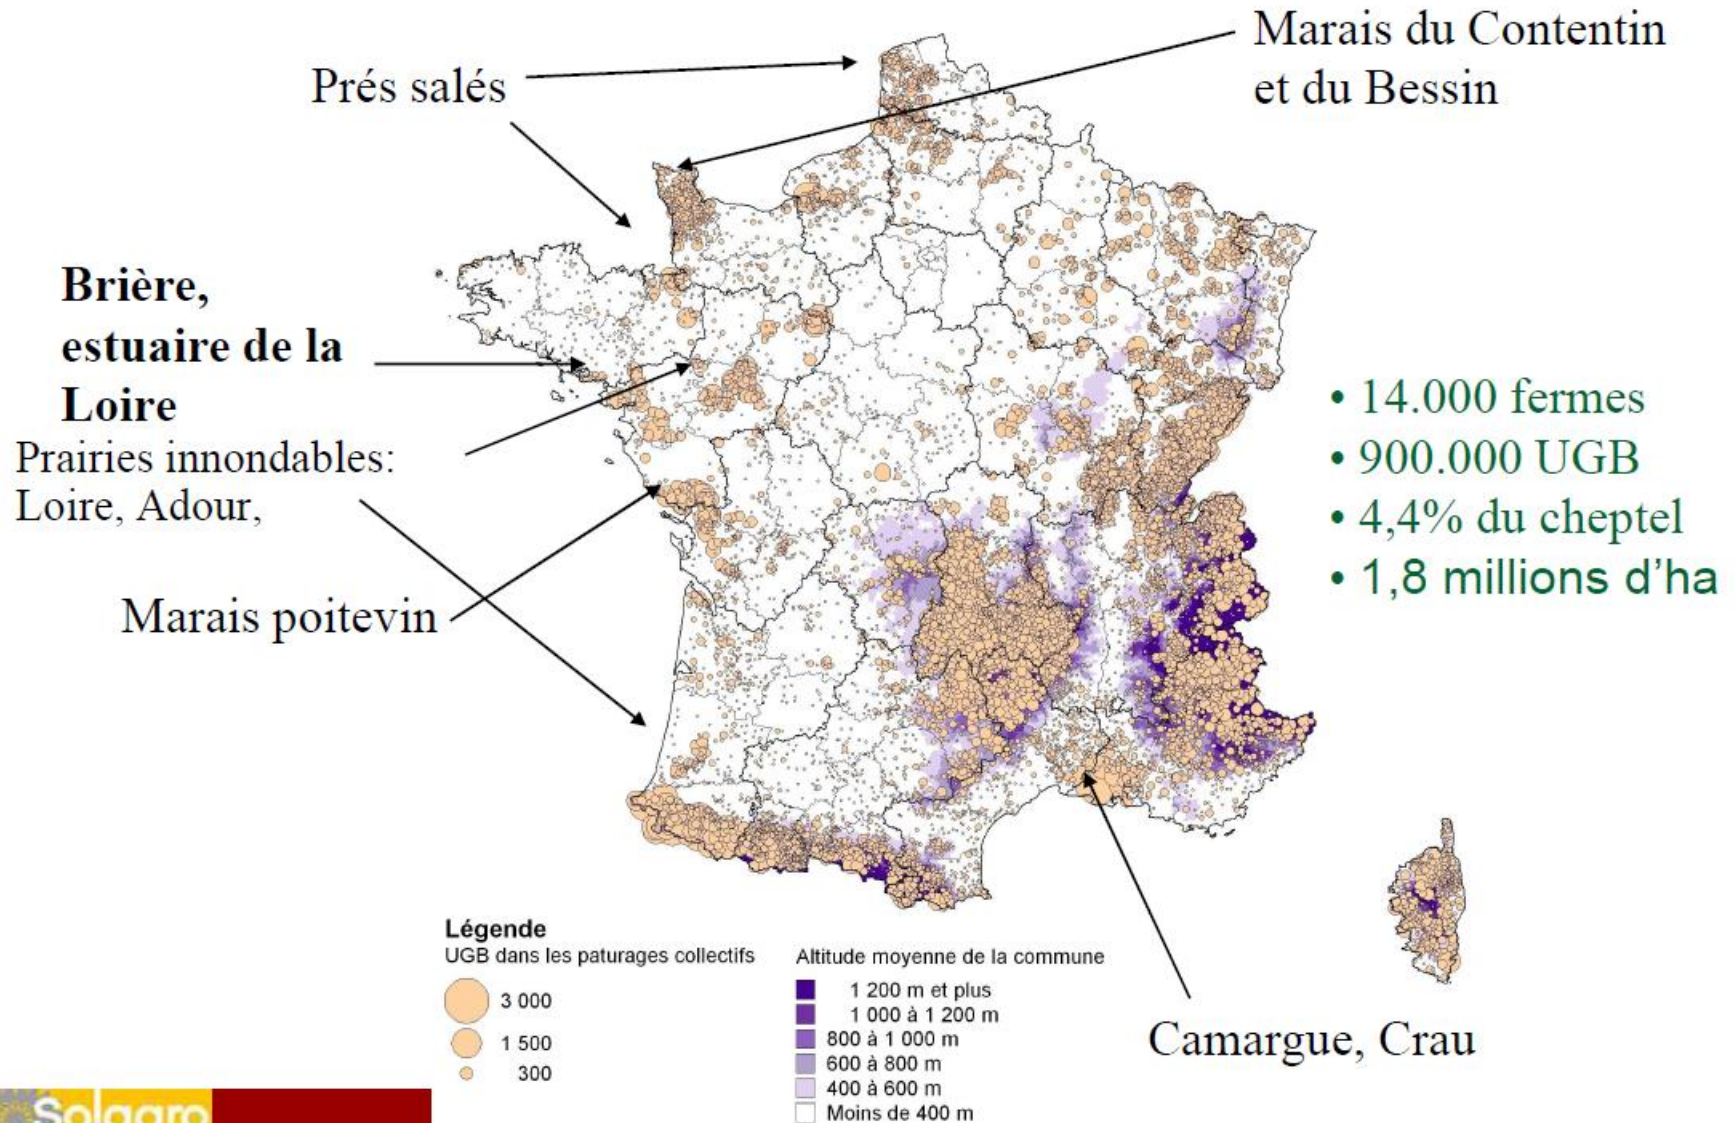 Marais du Contentin
et du Bessin
Prés salés
Brière,
estuaire de la
Loire
Prairies innondables:
Loire, Adour,
Marais poitevin
• 14.000 fermes
• 900.000 UGB
• 4,4% du cheptel
• 1,8 millions d’ha
Camargue, Crau
Légende
UGB dans les paturages collectifs
3 000
1 500
300
Altitude moyenne de la commune
1 200 m et plus
1 000 à 1 200 m
800 à 1 000 m
600 à 800 m
400 à 600 m
Moins de 400 m
Solagro